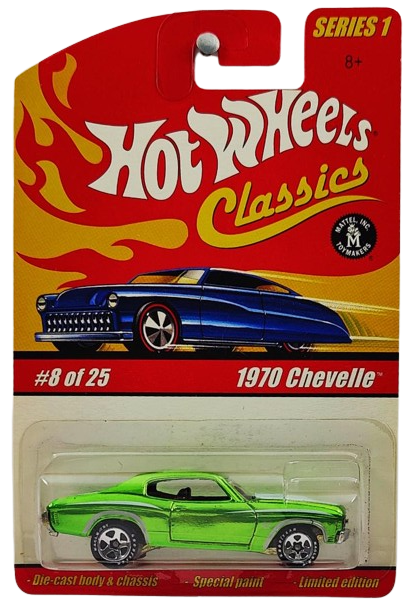 SERIES 1
8+
Hot Wheels
Classics
MATTEL, INC.
M
TOYMAKERS
#8 of 25
1970 Chevelle™
- Die-cast body & chassis - Special paint - Limited edition